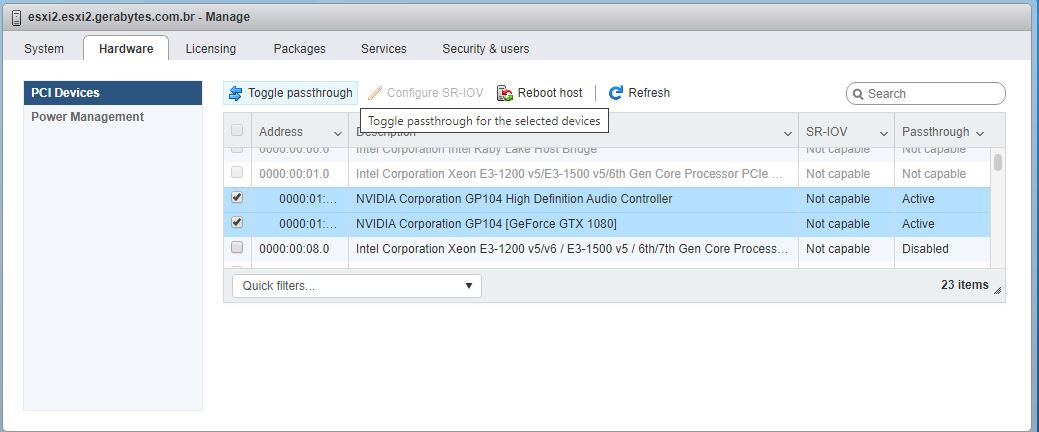 esxi2.esxi2.gerabytes.com.br - Manage
System Hardware Licensing Packages Services Security & users
PCI Devices
Power Management
Toggle passthrough Configure SR-IOV Reboot host Refresh Search
Toggle passthrough for the selected devices
Address Description SR-IOV Passthrough
0000:00:00.0 Intel Corporation Intel Kaby Lake Host Bridge Not capable Not capable
0000:00:01.0 Intel Corporation Xeon E3-1200 v5/E3-1500 v5/6th Gen Core Processor PCIe ... Not capable Not capable
0000:01:... NVIDIA Corporation GP104 High Definition Audio Controller Not capable Active
0000:01:... NVIDIA Corporation GP104 [GeForce GTX 1080] Not capable Active
0000:00:08.0 Intel Corporation Xeon E3-1200 v5/v6 / E3-1500 v5 / 6th/7th Gen Core Process... Not capable Disabled
Quick filters... 23 items